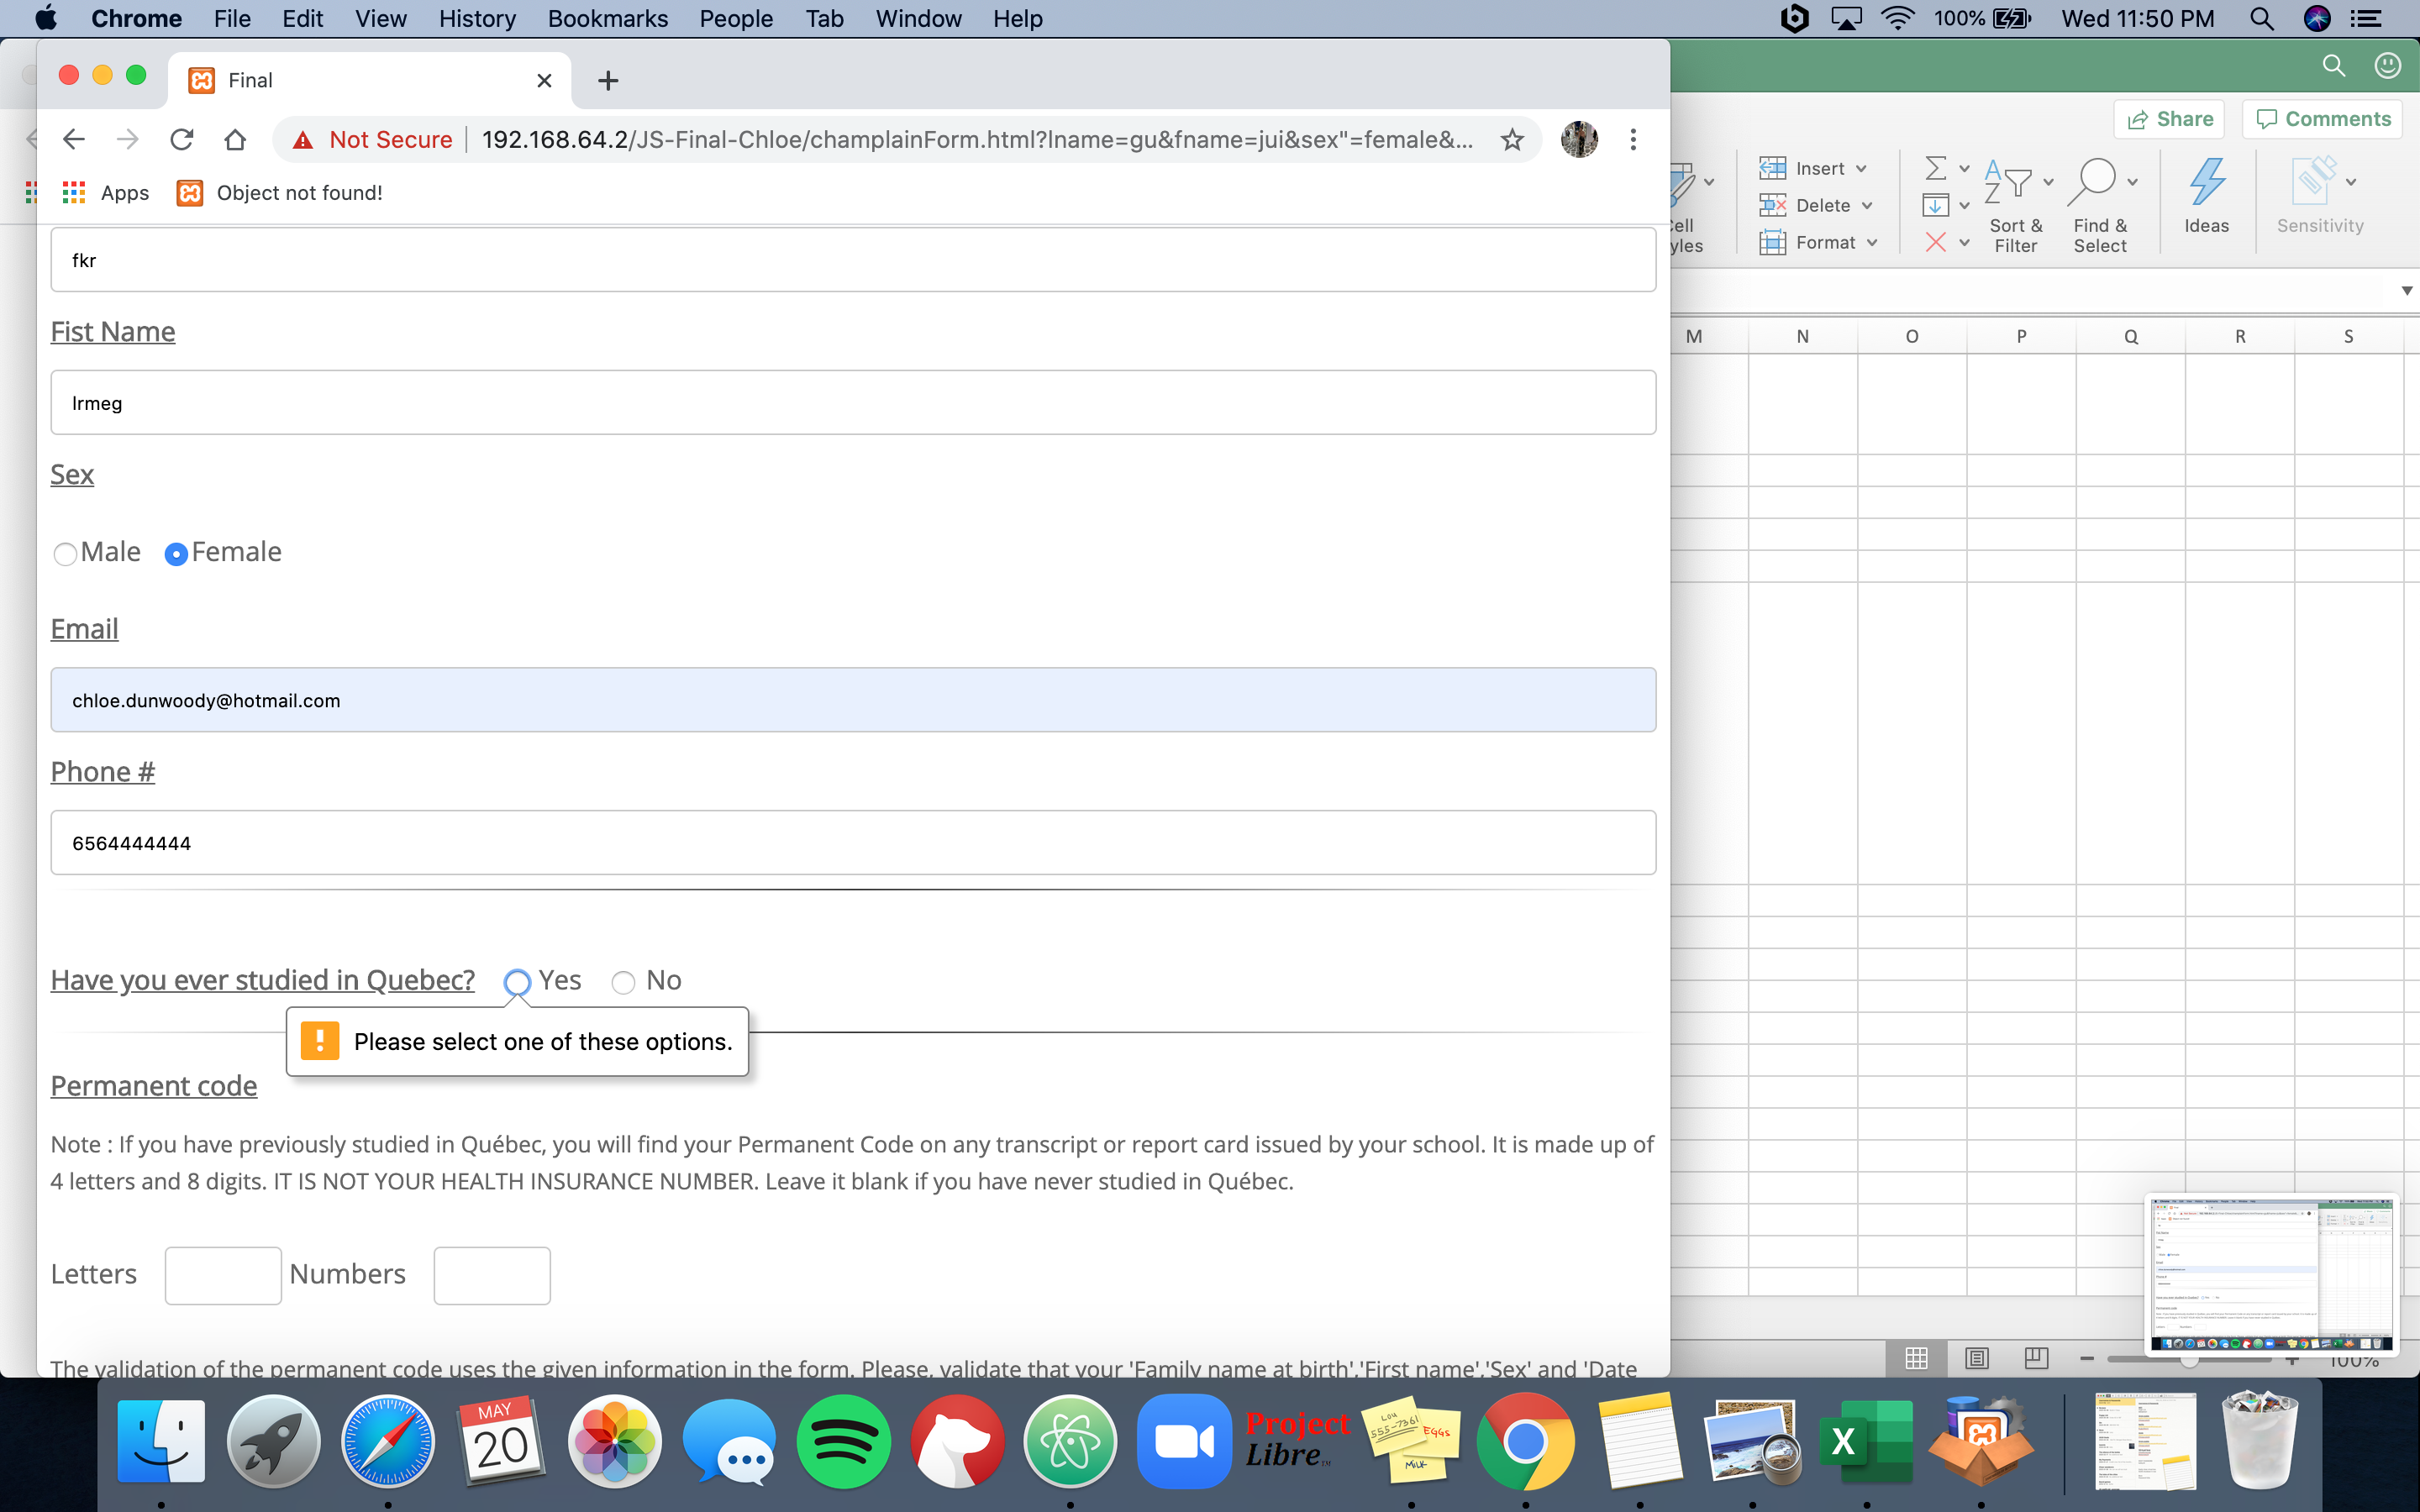 Chrome File Edit View History Bookmarks People Tab Window Help 100% Wed 11:50 PM
Final
Not Secure 192.168.64.2/JS-Final-Chloe/champlainForm.html?lname=gu&fname=jui&sex"=female&...
Apps Object not found!
Share Comments
Insert
Delete
Format
Sort & Filter
Find & Select
Ideas
Sensitivity
M N O P Q R S
fkr
Fist Name
lrmeg
Sex
Male Female
Email
chloe.dunwoody@hotmail.com
Phone #
6564444444
Have you ever studied in Quebec? Yes No
Please select one of these options.
Permanent code
Note : If you have previously studied in Québec, you will find your Permanent Code on any transcript or report card issued by your school. It is made up of
4 letters and 8 digits. IT IS NOT YOUR HEALTH INSURANCE NUMBER. Leave it blank if you have never studied in Québec.
Letters Numbers
The validation of the permanent code uses the given information in the form. Please, validate that your 'Family name at birth','First name','Sex' and 'Date
100%
MAY
20
Project
Libre
LOU
555-7361
EGGS
MILK
X